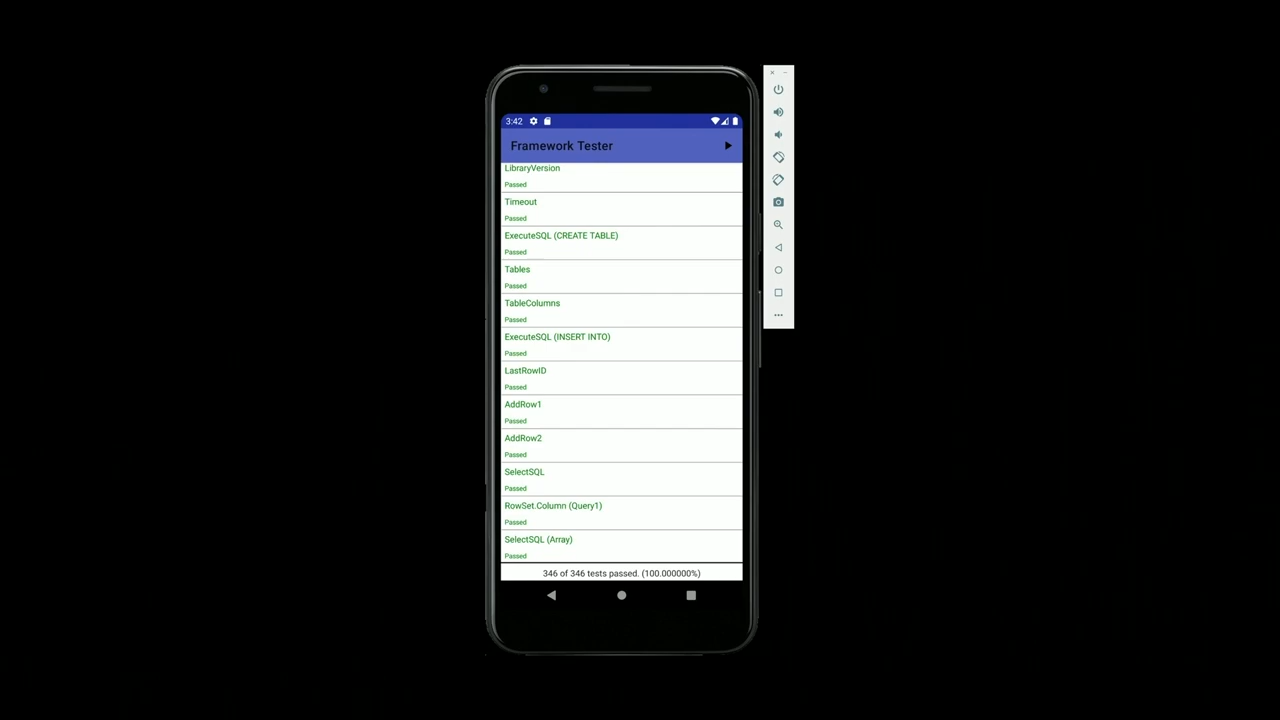 3:42
Framework Tester
LibraryVersion
Passed
Timeout
Passed
ExecuteSQL (CREATE TABLE)
Passed
Tables
Passed
TableColumns
Passed
ExecuteSQL (INSERT INTO)
Passed
LastRowID
Passed
AddRow1
Passed
AddRow2
Passed
SelectSQL
Passed
RowSet.Column (Query1)
Passed
SelectSQL (Array)
Passed
346 of 346 tests passed. (100.000000%)